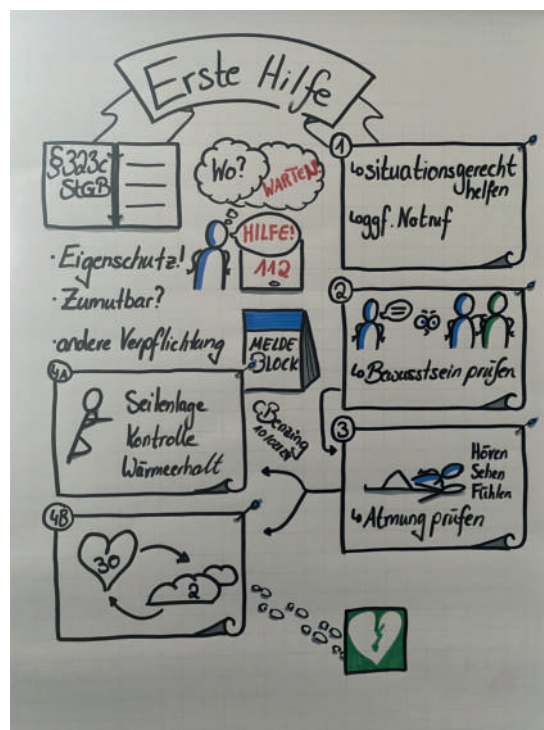 Erste Hilfe
§323c
StGB
Wo?
WARTEN!
HILFE!
112
· Eigenschutz!
· Zumutbar?
· andere Verpflichtung
MELDE
BLOCK
1
↳situationsgerecht
helfen
↳ggf. Notruf
2
↳Bewusstsein prüfen
3
Hören
Sehen
Fühlen
↳Atmung prüfen
4A
Seitenlage
Kontrolle
Wärmeerhalt
CBenzing
4B
30
2